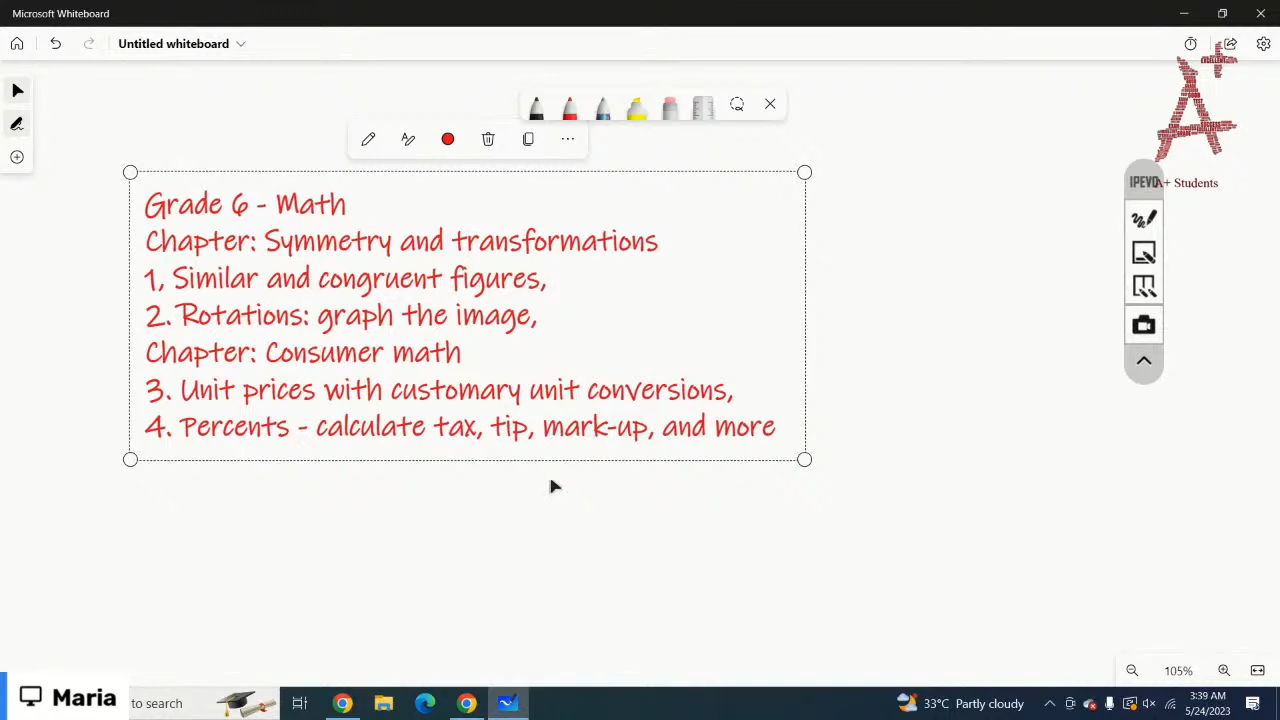 Microsoft Whiteboard
Untitled whiteboard
Grade 6 - Math
Chapter: Symmetry and transformations
1, Similar and congruent figures,
2. Rotations: graph the image,
Chapter: Consumer math
3. Unit prices with customary unit conversions,
4. Percents - calculate tax, tip, mark-up, and more
IPEVO
A+ Students
105%
Maria
to search
33°C Partly cloudy
3:39 AM
5/24/2023